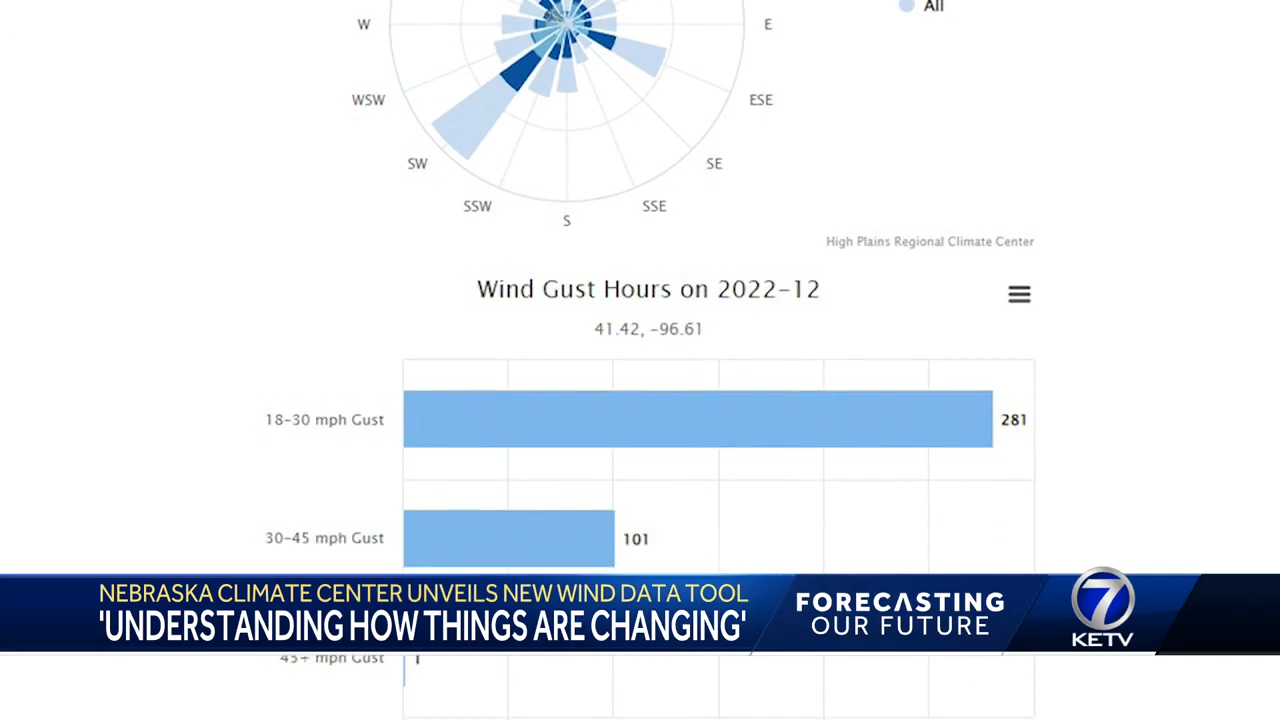 All
W
E
WSW
ESE
SW
SE
SSW
SSE
S
High Plains Regional Climate Center
Wind Gust Hours on 2022-12
41.42, -96.61
18-30 mph Gust
281
30-45 mph Gust
101
NEBRASKA CLIMATE CENTER UNVEILS NEW WIND DATA TOOL
'UNDERSTANDING HOW THINGS ARE CHANGING'
FORECASTING
OUR FUTURE
7
KETV
45+ mph Gust
1